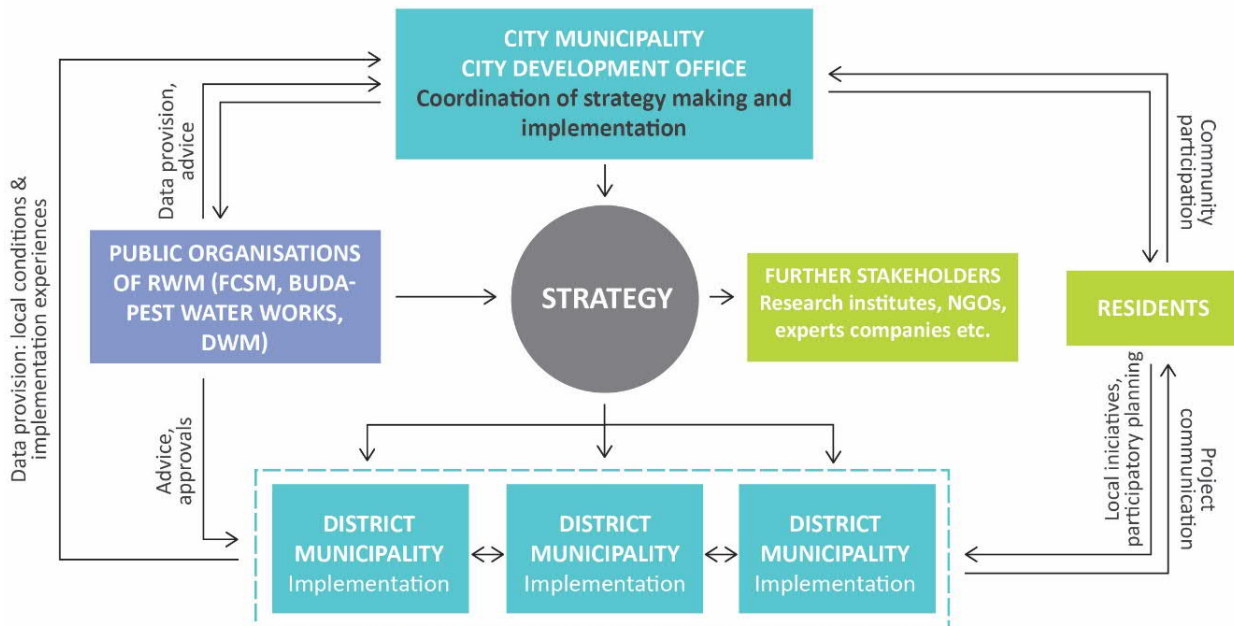 CITY MUNICIPALITY
CITY DEVELOPMENT OFFICE
Coordination of strategy making and
implementation
Data provision: local conditions &
implementation experiences
Data provision,
advice
Community
participation
PUBLIC ORGANISATIONS
OF RWM (FCSM, BUDA-
PEST WATER WORKS,
DWM)
STRATEGY
FURTHER STAKEHOLDERS
Research institutes, NGOs,
experts companies etc.
RESIDENTS
Advice,
approvals
Local iniciatives,
participatory planning
Project
communication
DISTRICT
MUNICIPALITY
Implementation
DISTRICT
MUNICIPALITY
Implementation
DISTRICT
MUNICIPALITY
Implementation